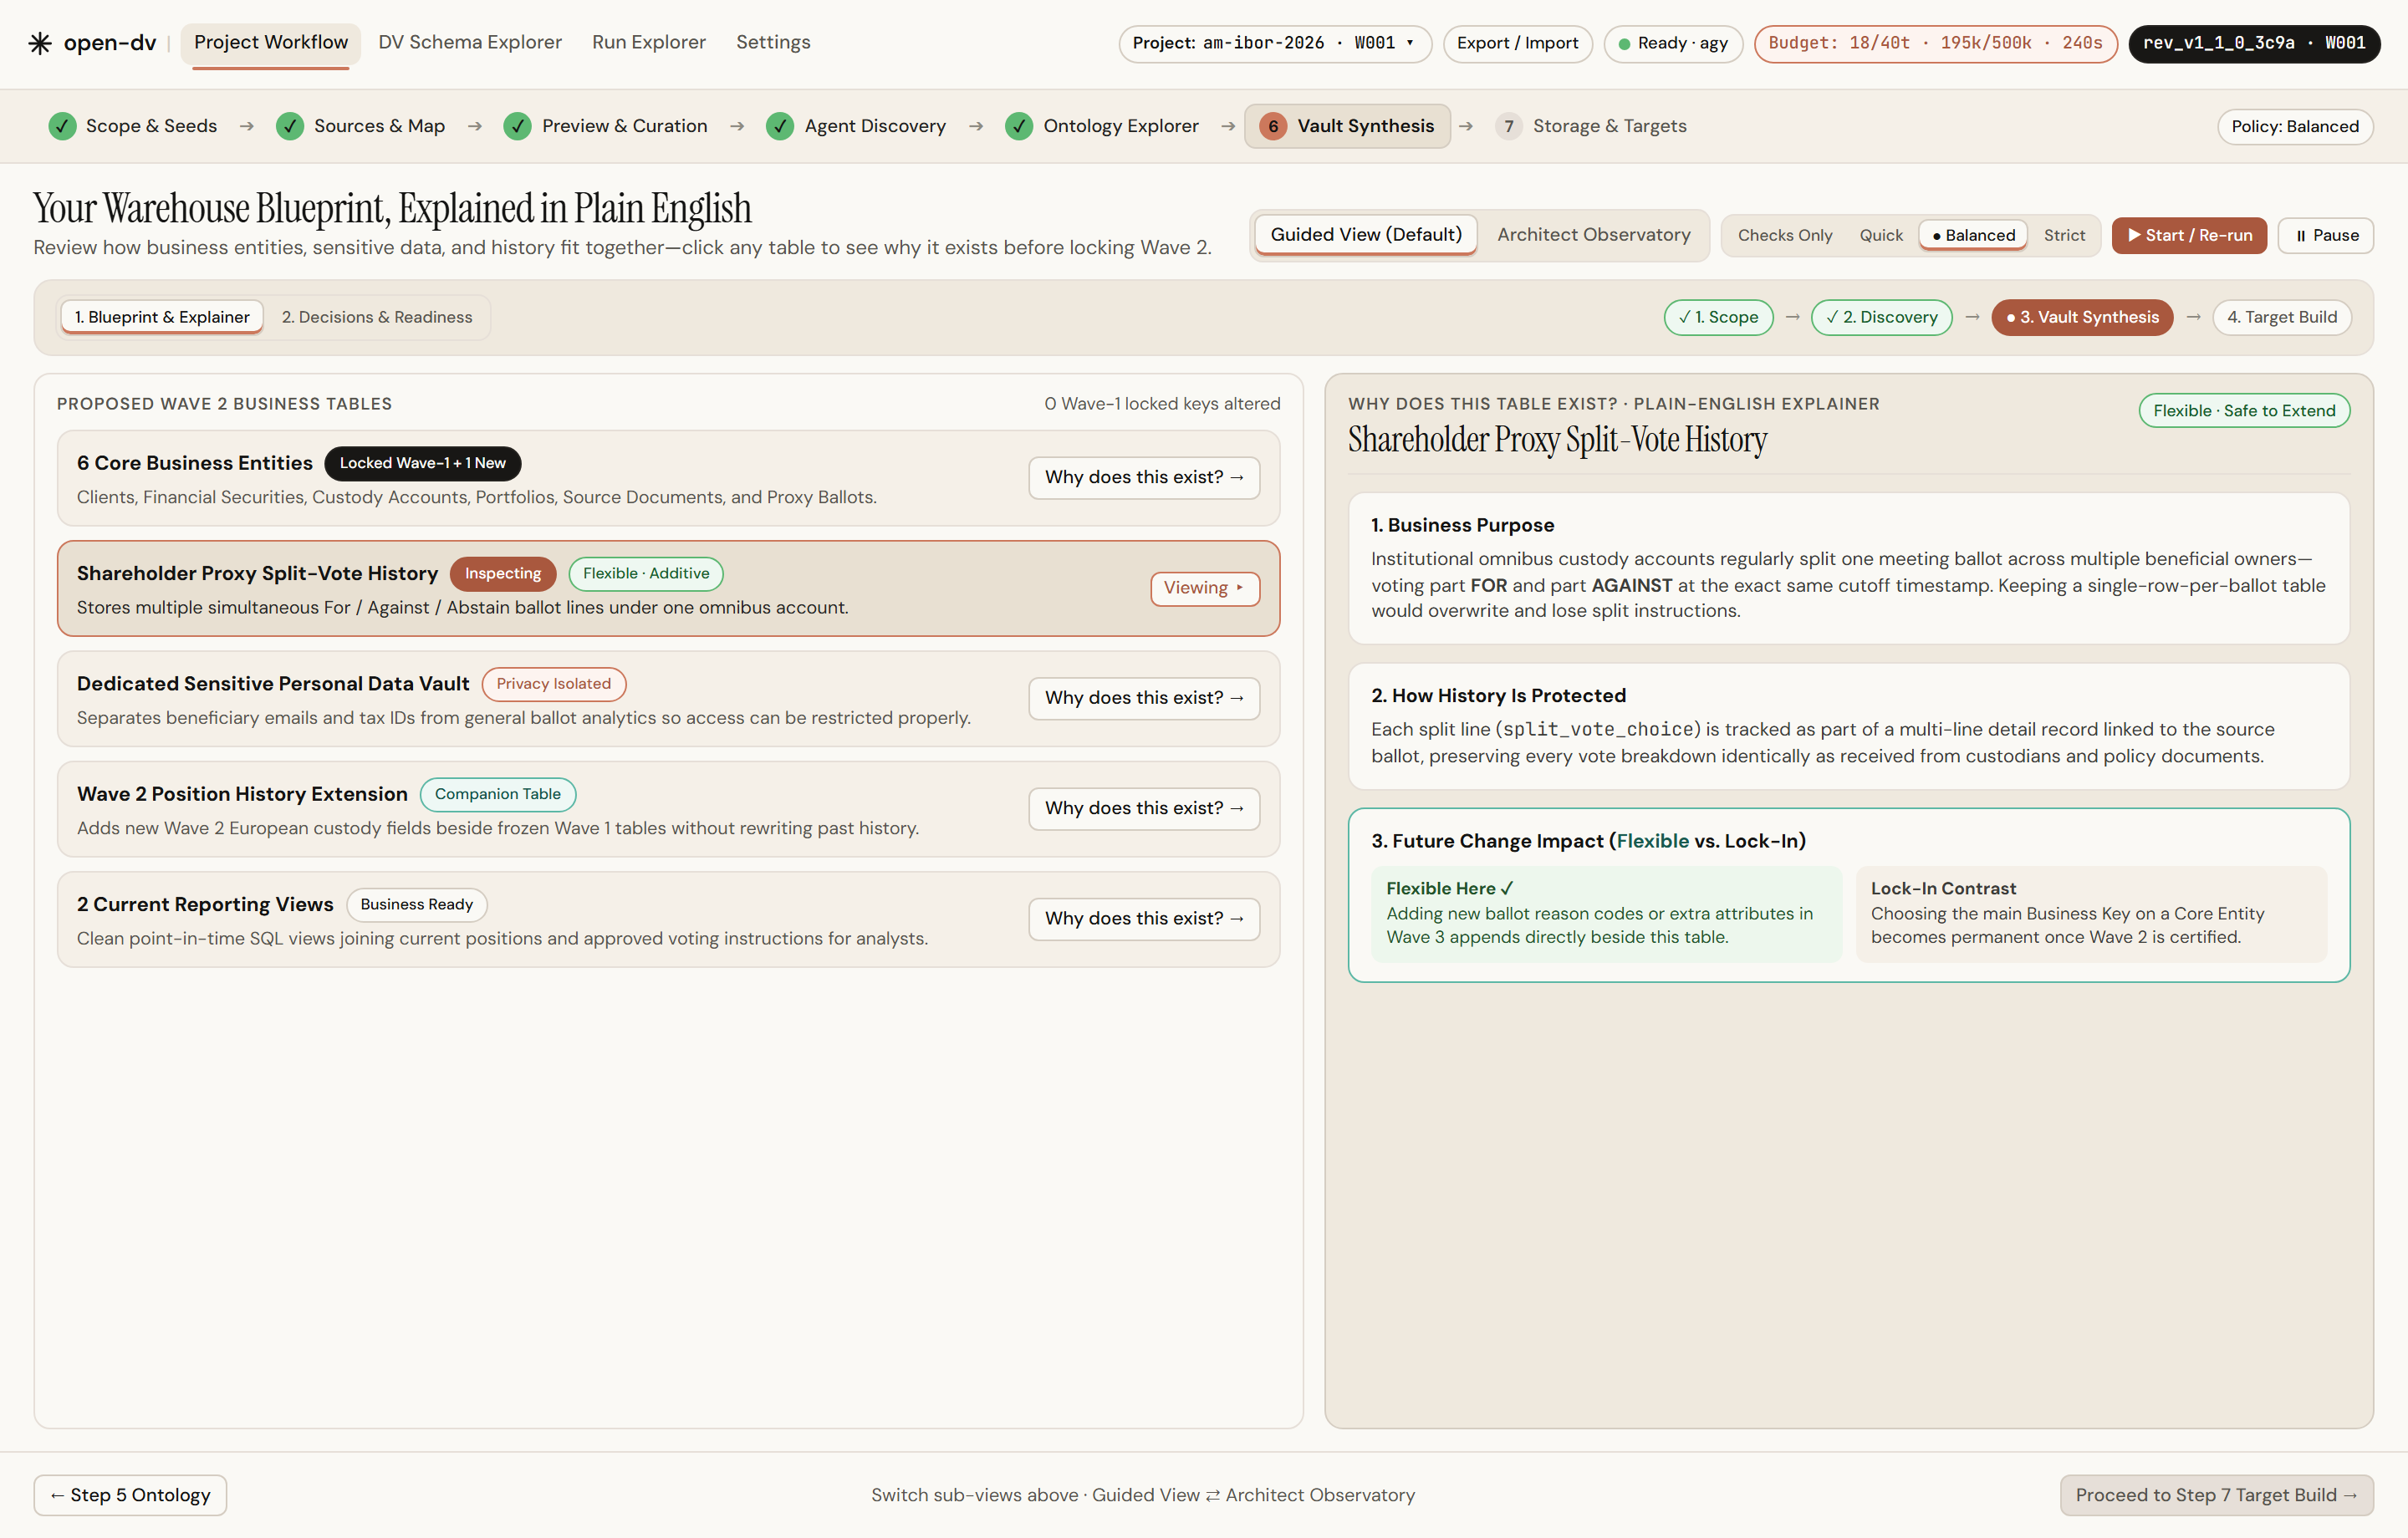 open-dv | Project Workflow DV Schema Explorer Run Explorer Settings Project: am-ibor-2026 · W001 ▾ Export / Import Ready · agy Budget: 18/40t · 195k/500k · 240s rev_v1_1_0_3c9a · W001
✓ Scope & Seeds → ✓ Sources & Map → ✓ Preview & Curation → ✓ Agent Discovery → ✓ Ontology Explorer → 6 Vault Synthesis → 7 Storage & Targets Policy: Balanced
Your Warehouse Blueprint, Explained in Plain English
Review how business entities, sensitive data, and history fit together—click any table to see why it exists before locking Wave 2.
Guided View (Default) Architect Observatory Checks Only Quick ● Balanced Strict ▶ Start / Re-run ⏸ Pause
1. Blueprint & Explainer 2. Decisions & Readiness ✓ 1. Scope → ✓ 2. Discovery → ● 3. Vault Synthesis → 4. Target Build
PROPOSED WAVE 2 BUSINESS TABLES 0 Wave-1 locked keys altered
6 Core Business Entities Locked Wave-1 + 1 New
Clients, Financial Securities, Custody Accounts, Portfolios, Source Documents, and Proxy Ballots.
Why does this exist? →
Shareholder Proxy Split-Vote History Inspecting Flexible · Additive
Stores multiple simultaneous For / Against / Abstain ballot lines under one omnibus account.
Viewing ‣
Dedicated Sensitive Personal Data Vault Privacy Isolated
Separates beneficiary emails and tax IDs from general ballot analytics so access can be restricted properly.
Why does this exist? →
Wave 2 Position History Extension Companion Table
Adds new Wave 2 European custody fields beside frozen Wave 1 tables without rewriting past history.
Why does this exist? →
2 Current Reporting Views Business Ready
Clean point-in-time SQL views joining current positions and approved voting instructions for analysts.
Why does this exist? →
WHY DOES THIS TABLE EXIST? · PLAIN-ENGLISH EXPLAINER
Flexible · Safe to Extend
Shareholder Proxy Split-Vote History
1. Business Purpose
Institutional omnibus custody accounts regularly split one meeting ballot across multiple beneficial owners—
voting part FOR and part AGAINST at the exact same cutoff timestamp. Keeping a single-row-per-ballot table
would overwrite and lose split instructions.
2. How History Is Protected
Each split line (split_vote_choice) is tracked as part of a multi-line detail record linked to the source
ballot, preserving every vote breakdown identically as received from custodians and policy documents.
3. Future Change Impact (Flexible vs. Lock-In)
Flexible Here ✓
Adding new ballot reason codes or extra attributes in
Wave 3 appends directly beside this table.
Lock-In Contrast
Choosing the main Business Key on a Core Entity
becomes permanent once Wave 2 is certified.
← Step 5 Ontology Switch sub-views above · Guided View ⇄ Architect Observatory Proceed to Step 7 Target Build →